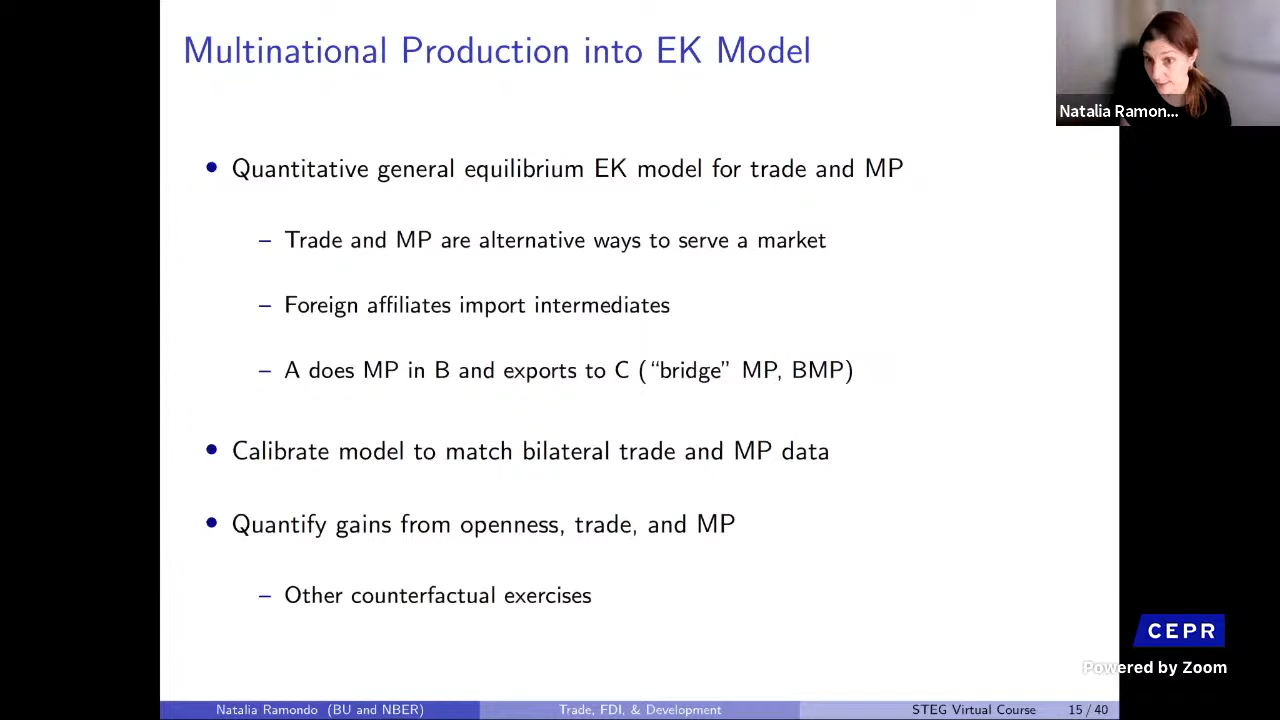 Multinational Production into EK Model
Natalia Ramon...
• Quantitative general equilibrium EK model for trade and MP
– Trade and MP are alternative ways to serve a market
– Foreign affiliates import intermediates
– A does MP in B and exports to C (“bridge” MP, BMP)
• Calibrate model to match bilateral trade and MP data
• Quantify gains from openness, trade, and MP
– Other counterfactual exercises
CEPR
Powered by Zoom
Natalia Ramondo (BU and NBER) Trade, FDI, & Development STEG Virtual Course 15 / 40